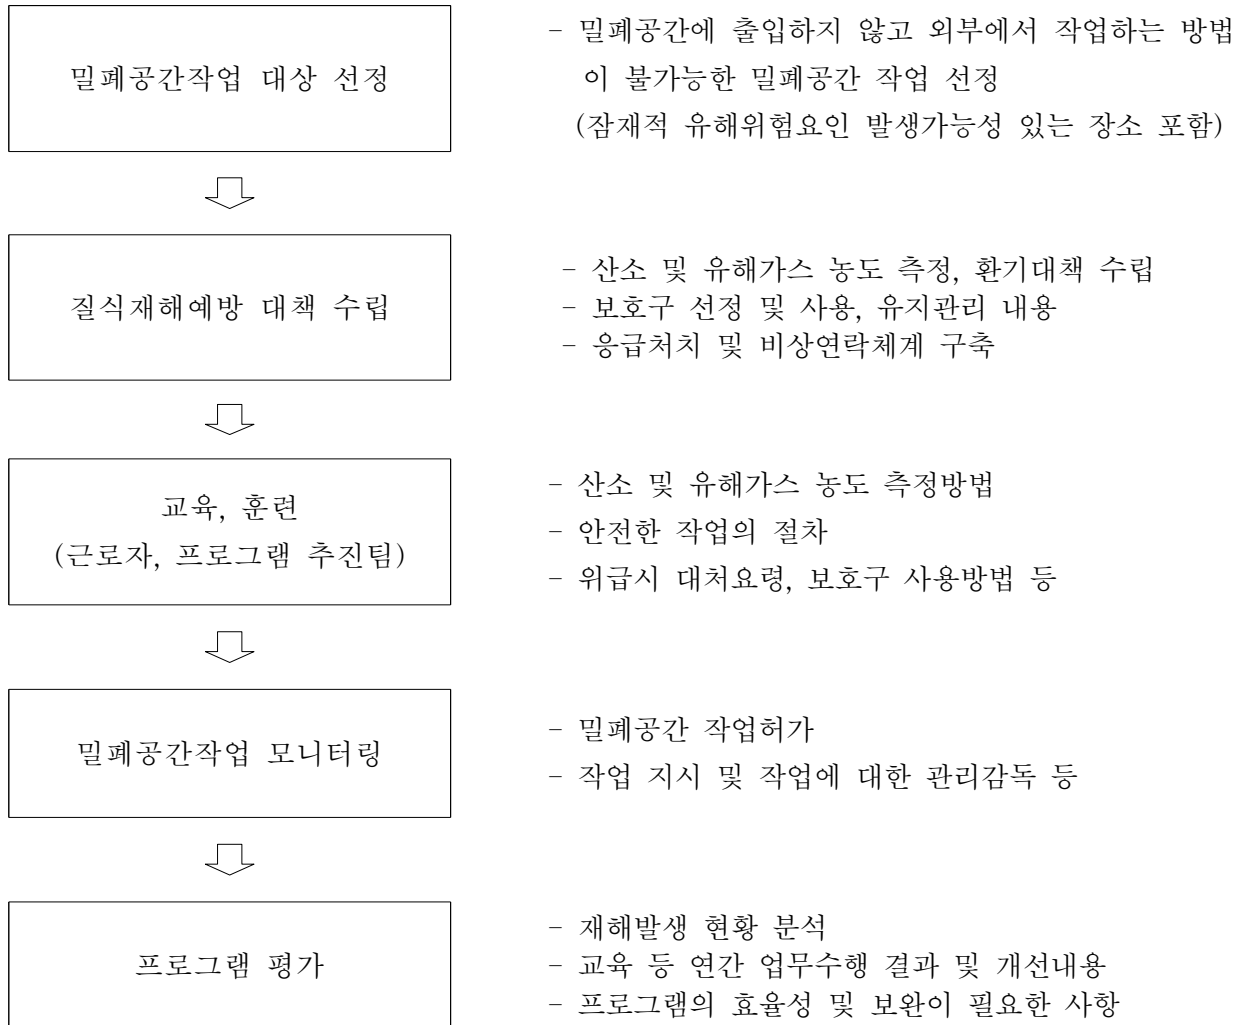 밀폐공간작업 대상 선정
- 밀폐공간에 출입하지 않고 외부에서 작업하는 방법
이 불가능한 밀폐공간 작업 선정
(잠재적 유해위험요인 발생가능성 있는 장소 포함)
질식재해예방 대책 수립
- 산소 및 유해가스 농도 측정, 환기대책 수립
- 보호구 선정 및 사용, 유지관리 내용
- 응급처치 및 비상연락체계 구축
교육, 훈련
(근로자, 프로그램 추진팀)
- 산소 및 유해가스 농도 측정방법
- 안전한 작업의 절차
- 위급시 대처요령, 보호구 사용방법 등
밀폐공간작업 모니터링
- 밀폐공간 작업허가
- 작업 지시 및 작업에 대한 관리감독 등
프로그램 평가
- 재해발생 현황 분석
- 교육 등 연간 업무수행 결과 및 개선내용
- 프로그램의 효율성 및 보완이 필요한 사항